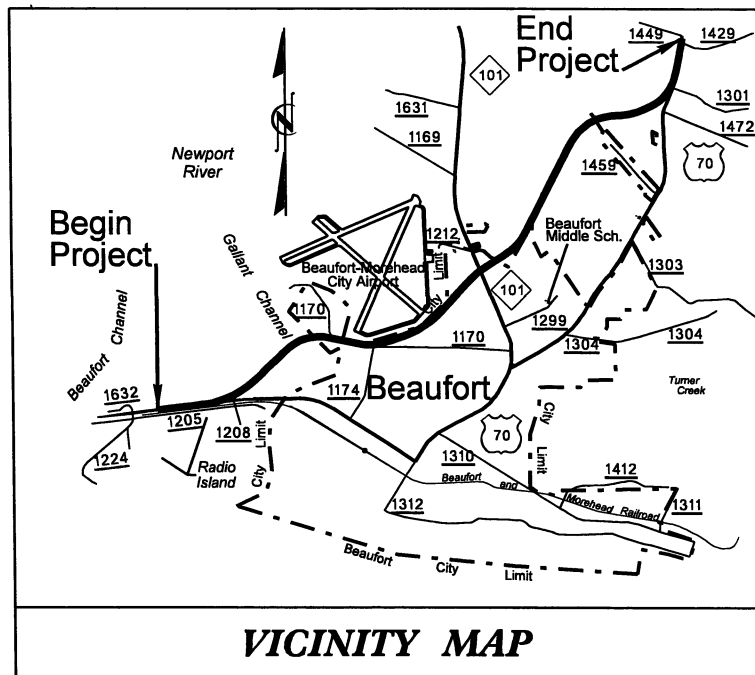 End
Project
1449
1429
101
1631
1169
1301
1472
70
Newport
River
N
1459
Begin
Project
Gallant Channel
1212
Beaufort
Middle Sch.
Beaufort-Morehead
City Airport
City Limit
101
1303
1170
1299
1170
1304
1304
Beaufort Channel
1174
Beaufort
Turner
Creek
1632
1205
1208
City Limit
70
City Limit
1224
Radio
Island
1310
1412
Beaufort and Morehead Railroad
1312
1311
Beaufort City Limit
VICINITY MAP